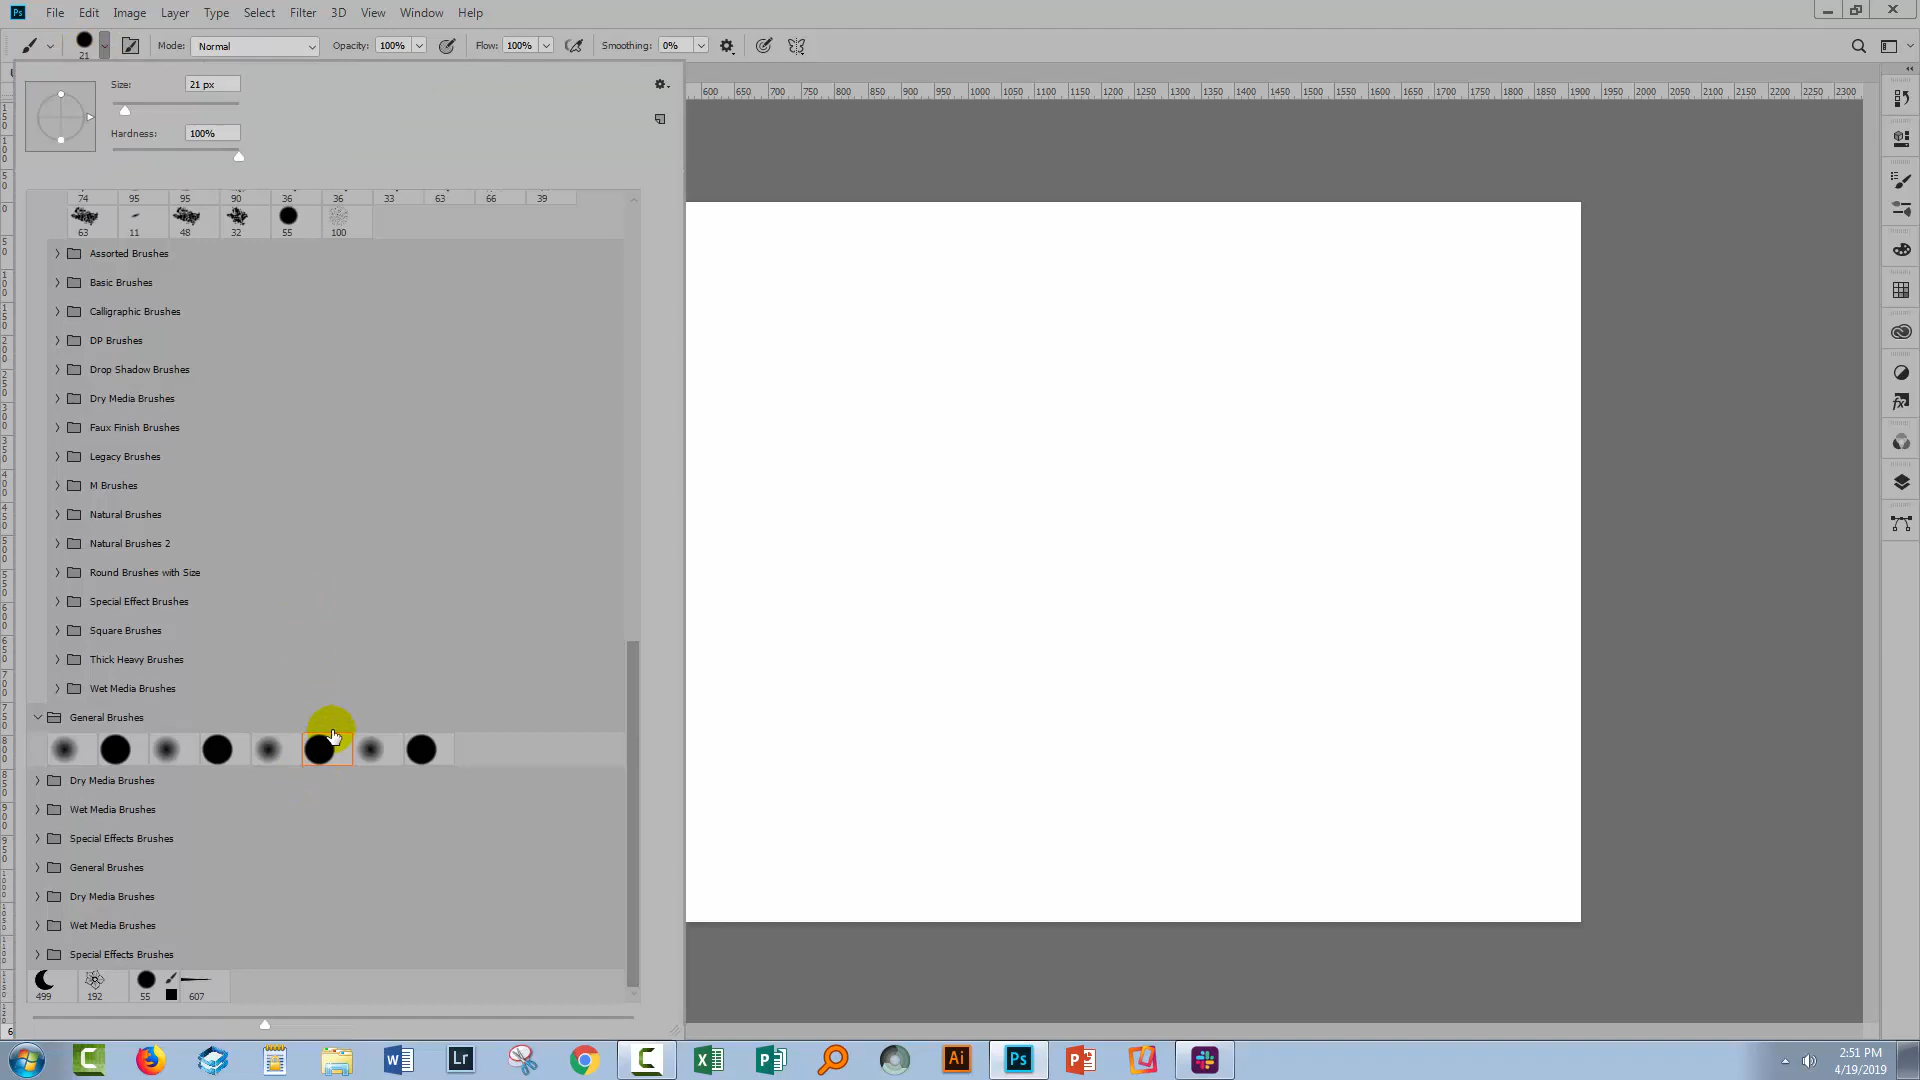 Ps File Edit Image Layer Type Select Filter 3D View Window Help
21 Mode: Normal Opacity: 100% Flow: 100% Smoothing: 0%
Size: 21 px
Hardness: 100%
600 650 700 750 800 850 900 950 1000 1050 1100 1150 1200 1250 1300 1350 1400 1450 1500 1550 1600 1650 1700 1750 1800 1850 1900 1950 2000 2050 2100 2150 2200 2250 2300
74 95 95 90 36 36 33 63 66 39
63 11 48 32 55 100
Assorted Brushes
Basic Brushes
Calligraphic Brushes
DP Brushes
Drop Shadow Brushes
Dry Media Brushes
Faux Finish Brushes
Legacy Brushes
M Brushes
Natural Brushes
Natural Brushes 2
Round Brushes with Size
Special Effect Brushes
Square Brushes
Thick Heavy Brushes
Wet Media Brushes
General Brushes
Dry Media Brushes
Wet Media Brushes
Special Effects Brushes
General Brushes
Dry Media Brushes
Wet Media Brushes
Special Effects Brushes
499 192 55 607
Lr Ai Ps
2:51 PM
4/19/2019